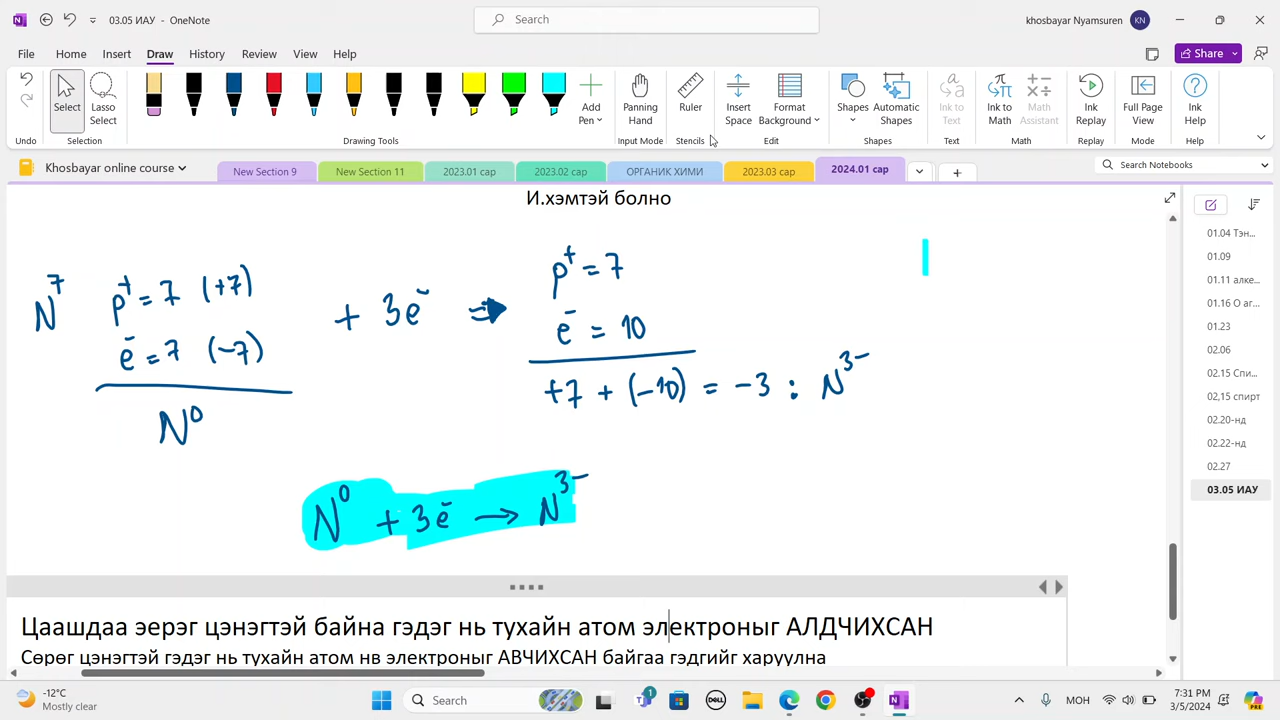 03.05 ИАУ - OneNote
Search
khosbayar Nyamsuren KN
File Home Insert Draw History Review View Help
Share
Select Lasso Select Add Pen Panning Hand Ruler Insert Space Format Background Shapes Automatic Shapes Ink to Text Ink to Math Math Assistant Ink Replay Full Page View Ink Help
Undo Selection Drawing Tools Input Mode Stencils Edit Shapes Text Math Replay Mode Help
Khosbayar online course New Section 9 New Section 11 2023.01 сар 2023.02 сар ОРГАНИК ХИМИ 2023.03 сар 2024.01 сар + Search Notebooks
И.хэмтэй болно
N⁷ p⁺ = 7 (+7)
e⁻ = 7 (-7)
N⁰
+ 3e⁻ ⇒
p⁺ = 7
e⁻ = 10
+7 + (-10) = -3 : N³⁻
N⁰ + 3e⁻ → N³⁻
Цаашдаа эерэг цэнэгтэй байна гэдэг нь тухайн атом электроныг АЛДЧИХСАН
Сөрөг цэнэгтэй гэдэг нь тухайн атом нв электроныг АВЧИХСАН байгаа гэдгийг харуулна
01.04 Тэн...
01.09
01.11 алке...
01.16 О аг...
01.23
02.06
02.15 Спи...
02,15 спирт
02.20-нд
02.22-нд
02.27
03.05 ИАУ
-12°C
Mostly clear
Search
1
DELL
МОН
7:31 PM
3/5/2024
PRE